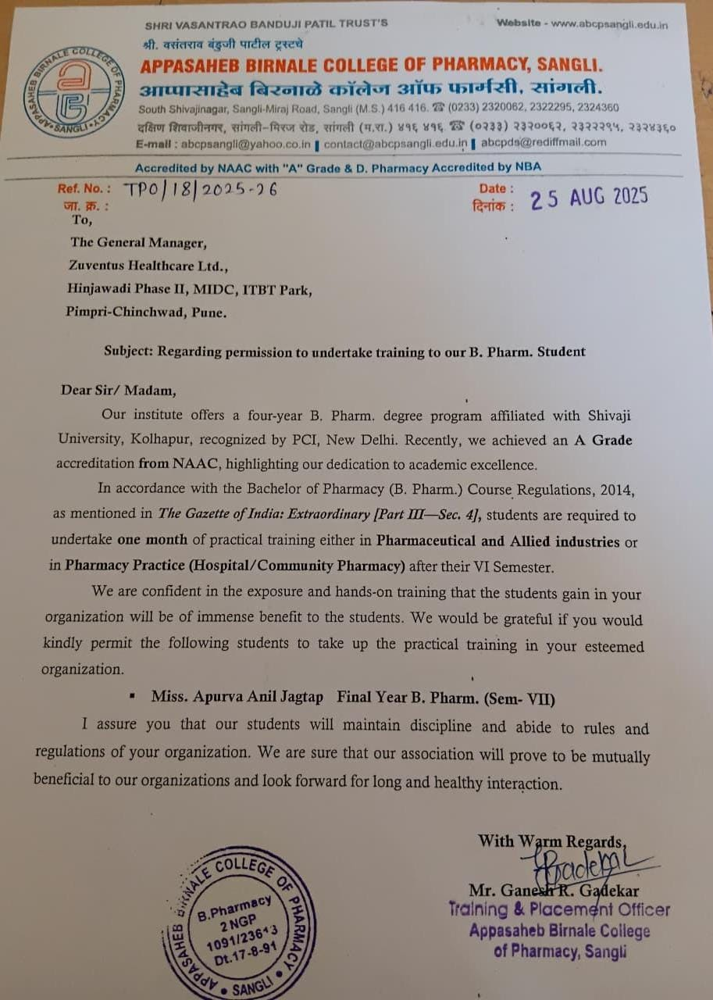 SHRI VASANTRAO BANDUJI PATIL TRUST'S
Website - www.abcpsangli.edu.in
श्री. वसंतराव बंडुजी पाटील ट्रस्टचे
APPASAHEB BIRNALE COLLEGE OF PHARMACY, SANGLI.
आप्पासाहेब बिरनाळे कॉलेज ऑफ फार्मसी, सांगली.
South Shivajinagar, Sangli-Miraj Road, Sangli (M.S.) 416 416. ☎ (0233) 2320062, 2322295, 2324360
दक्षिण शिवाजीनगर, सांगली-मिरज रोड, सांगली (म.रा.) ४१६ ४१६ ☎ (०२३३) २३२००६२, २३२२२९५, २३२४३६०
E-mail : abcpsangli@yahoo.co.in | contact@abcpsangli.edu.in | abcpds@rediffmail.com
APPASAHEB BIRNALE COLLEGE OF PHARMACY
SANGLI
Accredited by NAAC with "A" Grade & D. Pharmacy Accredited by NBA
Ref. No. : TPO/18/2025-26
Date : 25 AUG 2025
जा. क्र. :
दिनांक :
To,
The General Manager,
Zuventus Healthcare Ltd.,
Hinjawadi Phase II, MIDC, ITBT Park,
Pimpri-Chinchwad, Pune.
Subject: Regarding permission to undertake training to our B. Pharm. Student
Dear Sir/ Madam,
Our institute offers a four-year B. Pharm. degree program affiliated with Shivaji
University, Kolhapur, recognized by PCI, New Delhi. Recently, we achieved an A Grade
accreditation from NAAC, highlighting our dedication to academic excellence.
In accordance with the Bachelor of Pharmacy (B. Pharm.) Course Regulations, 2014,
as mentioned in The Gazette of India: Extraordinary [Part III—Sec. 4], students are required to
undertake one month of practical training either in Pharmaceutical and Allied industries or
in Pharmacy Practice (Hospital/Community Pharmacy) after their VI Semester.
We are confident in the exposure and hands-on training that the students gain in your
organization will be of immense benefit to the students. We would be grateful if you would
kindly permit the following students to take up the practical training in your esteemed
organization.
▪ Miss. Apurva Anil Jagtap Final Year B. Pharm. (Sem- VII)
I assure you that our students will maintain discipline and abide to rules and
regulations of your organization. We are sure that our association will prove to be mutually
beneficial to our organizations and look forward for long and healthy interaction.
With Warm Regards,
Mr. Ganesh R. Gadekar
Training & Placement Officer
Appasaheb Birnale College
of Pharmacy, Sangli
APPASAHEB BIRNALE COLLEGE OF PHARMACY
SANGLI
B.Pharmacy
2 NGP
Dt.17-8-91